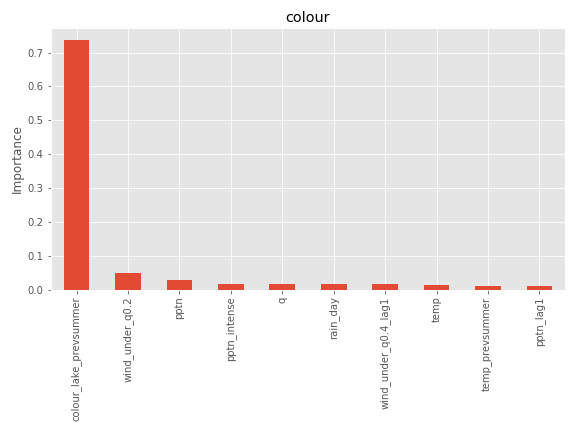 colour
Importance
0.7
0.6
0.5
0.4
0.3
0.2
0.1
0.0
colour_lake_prevsummer
wind_under_q0.2
pptn
pptn_intense
q
rain_day
wind_under_q0.4_lag1
temp
temp_prevsummer
pptn_lag1